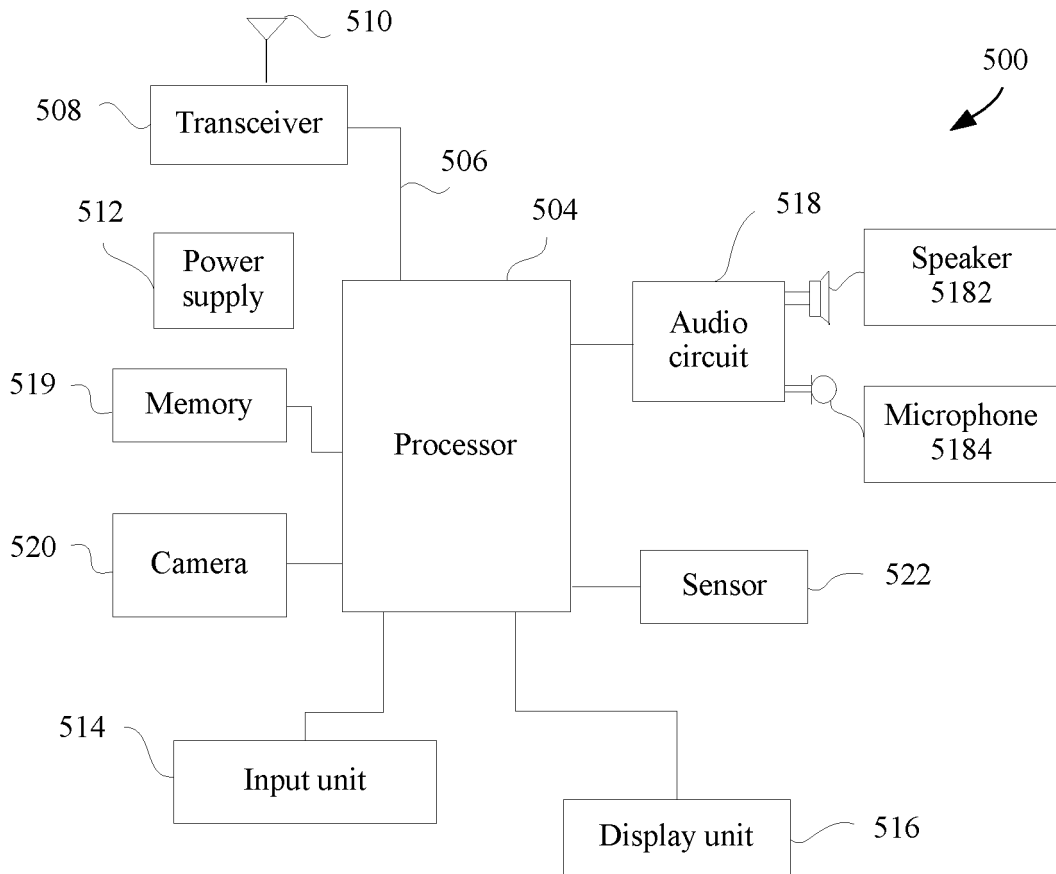 510
500
508
Transceiver
506
512
504
518
Power
supply
Speaker
5182
Audio
circuit
519
Memory
Microphone
5184
Processor
520
Camera
Sensor
522
514
Input unit
Display unit
516